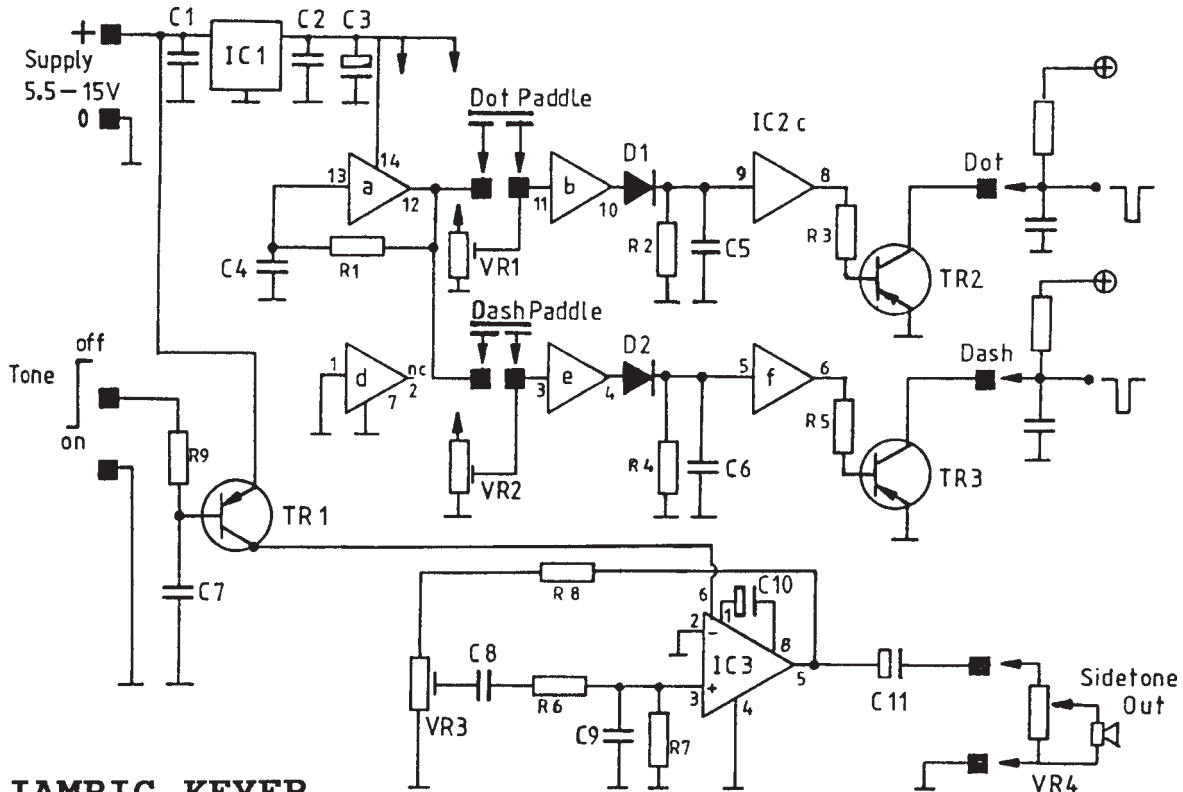 C1
C2
C3
+
Supply
5.5-15V
0
IC1
Dot Paddle
IC2c
14
13
a
12
11
b
10
D1
9
8
Dot
R1
C4
VR1
R2
C5
R3
TR2
Dash Paddle
Tone
off
on
1
d
nc
2
7
3
e
4
D2
5
f
6
Dash
R9
VR2
R4
C6
R5
TR3
TR1
C7
R8
6
C10
1
2
-
8
IC3
5
+
3
4
C8
VR3
R6
C9
R7
C11
Sidetone
Out
VR4
IAMBIC KEYER